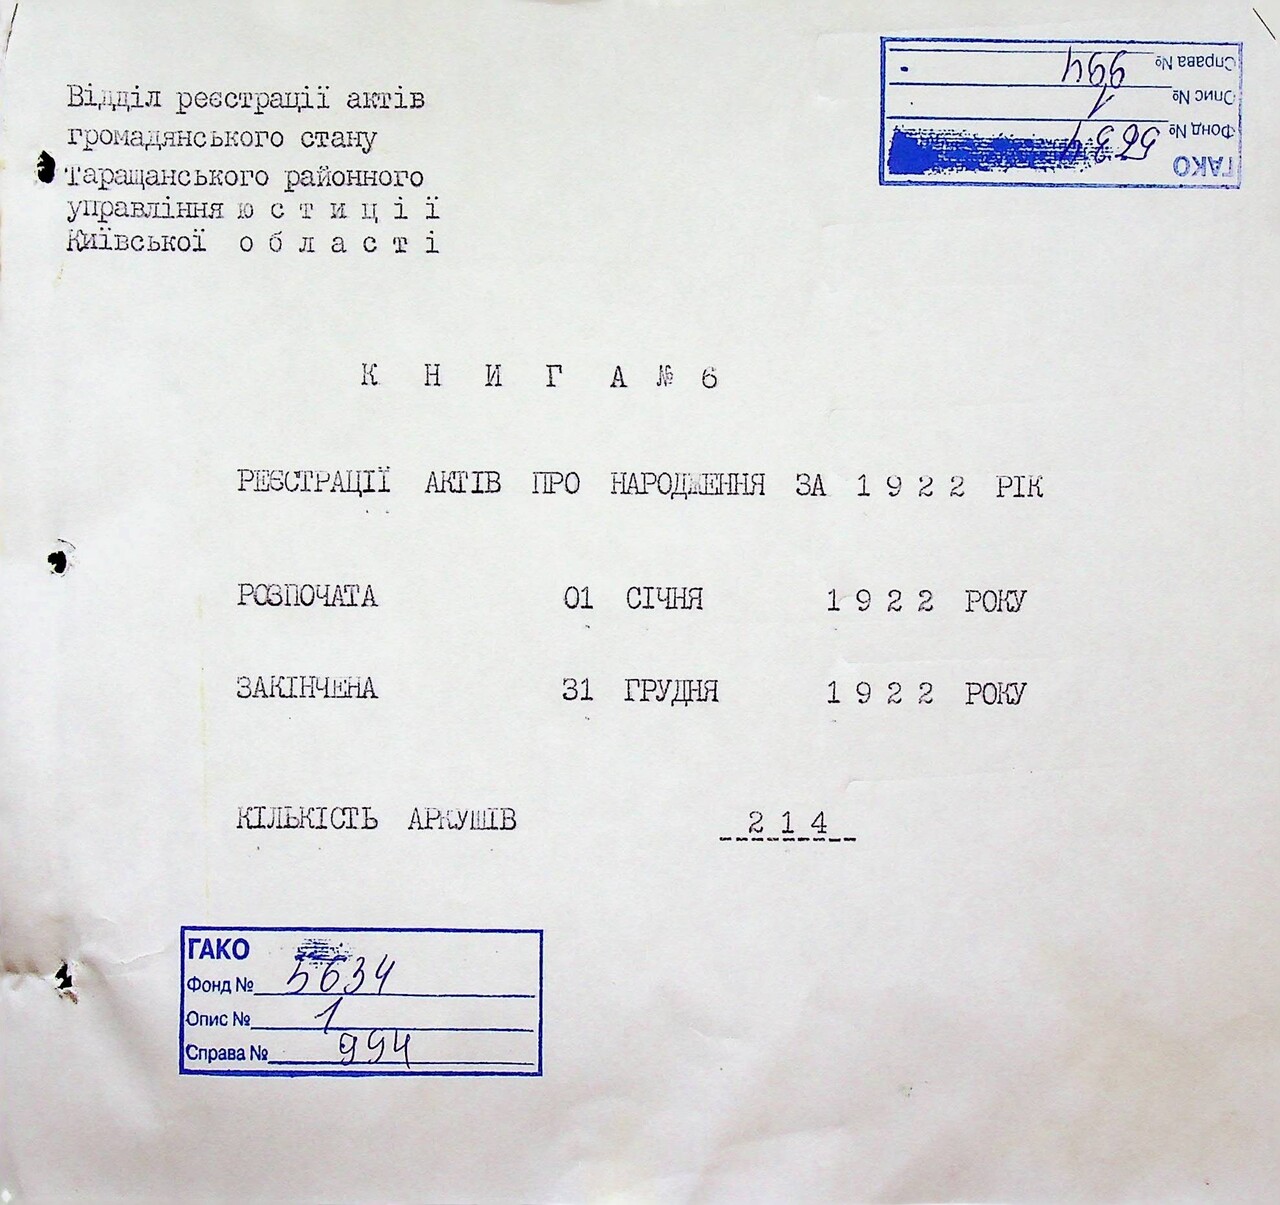 Відділ реєстрації актів
громадянського стану
Таращанського районного
управління ю с т и ц і ї
Київської о б л а с т і
ГАКО
Фонд № 5634
Опис № 1
Справа № 994
К Н И Г А № 6
РЕЄСТРАЦІЇ АКТІВ ПРО НАРОДЖЕННЯ ЗА 1 9 2 2 РІК
РОЗПОЧАТА 01 СІЧНЯ 1 9 2 2 РОКУ
ЗАКІНЧЕНА 31 ГРУДНЯ 1 9 2 2 РОКУ
КІЛЬКІСТЬ АРКУШІВ 2 1 4
ГАКО
Фонд № 5634
Опис № 1
Справа № 994